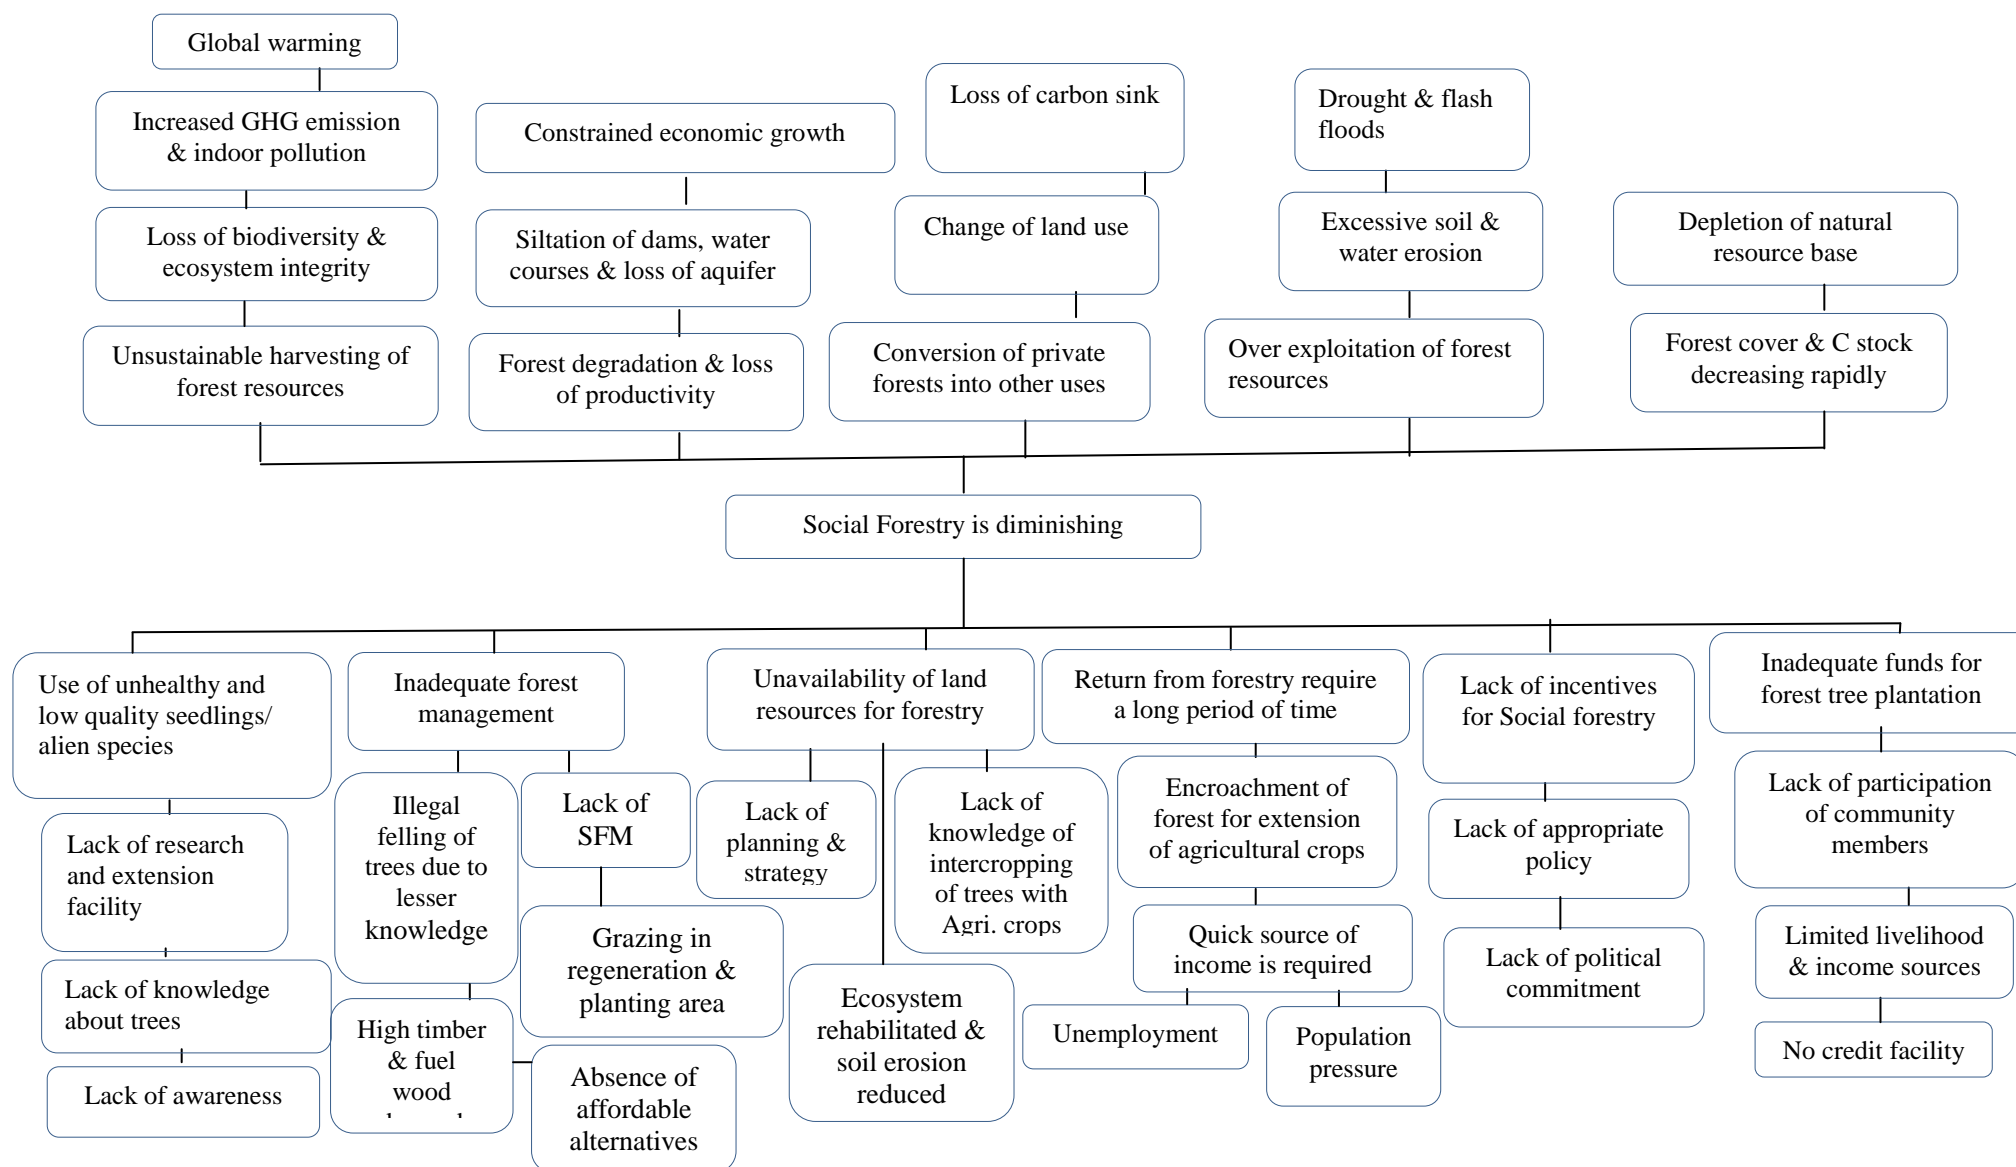 Global warming
Increased GHG emission
& indoor pollution
Loss of biodiversity &
ecosystem integrity
Unsustainable harvesting of
forest resources
Constrained economic growth
Siltation of dams, water
courses & loss of aquifer
Forest degradation & loss
of productivity
Loss of carbon sink
Change of land use
Conversion of private
forests into other uses
Drought & flash
floods
Excessive soil &
water erosion
Over exploitation of forest
resources
Depletion of natural
resource base
Forest cover & C stock
decreasing rapidly
Social Forestry is diminishing
Use of unhealthy and
low quality seedlings/
alien species
Lack of research
and extension
facility
Lack of knowledge
about trees
Lack of awareness
Inadequate forest
management
Illegal
felling of
trees due to
lesser
knowledge
High timber
& fuel
wood
Lack of
SFM
Grazing in
regeneration &
planting area
Absence of
affordable
alternatives
Unavailability of land
resources for forestry
Lack of
planning &
strategy
Ecosystem
rehabilitated &
soil erosion
reduced
Lack of
knowledge of
intercropping
of trees with
Agri. crops
Return from forestry require
a long period of time
Encroachment of
forest for extension
of agricultural crops
Quick source of
income is required
Unemployment
Population
pressure
Lack of incentives
for Social forestry
Lack of appropriate
policy
Lack of political
commitment
Inadequate funds for
forest tree plantation
Lack of participation
of community
members
Limited livelihood
& income sources
No credit facility